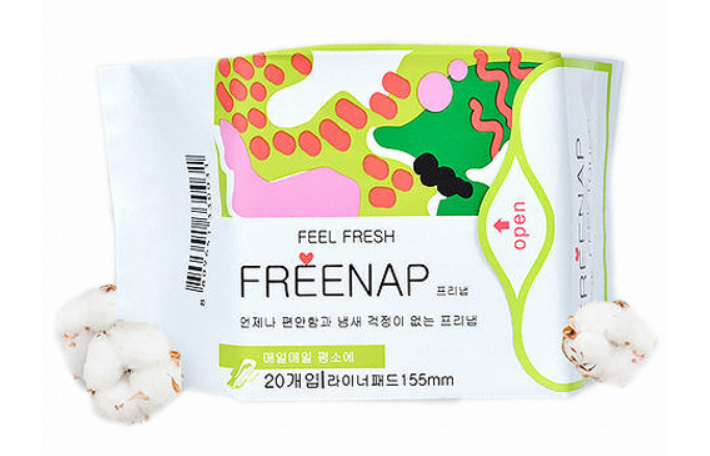 FEEL FRESH
FREENAP 프리냅
언제나 편안함과 냄새 걱정이 없는 프리냅
매일매일 평소에
20개입|라이너패드155mm
open
FREENAP